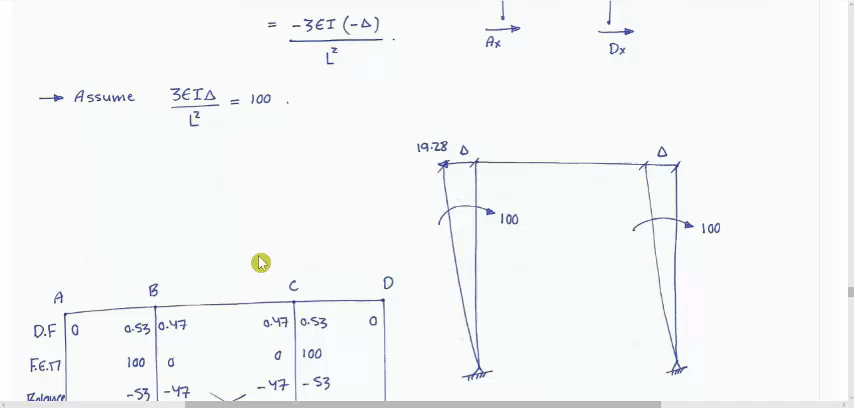 = -3EI (-Δ)
L²
.
Ax
Dx
→ Assume 3EIΔ / L² = 100 .
19.28 Δ
Δ
100
100
A B C D
D.F 0 0.53 0.47 0.47 0.53 0
F.E.M 100 0 0 100
Balance -53 -47 -47 -53